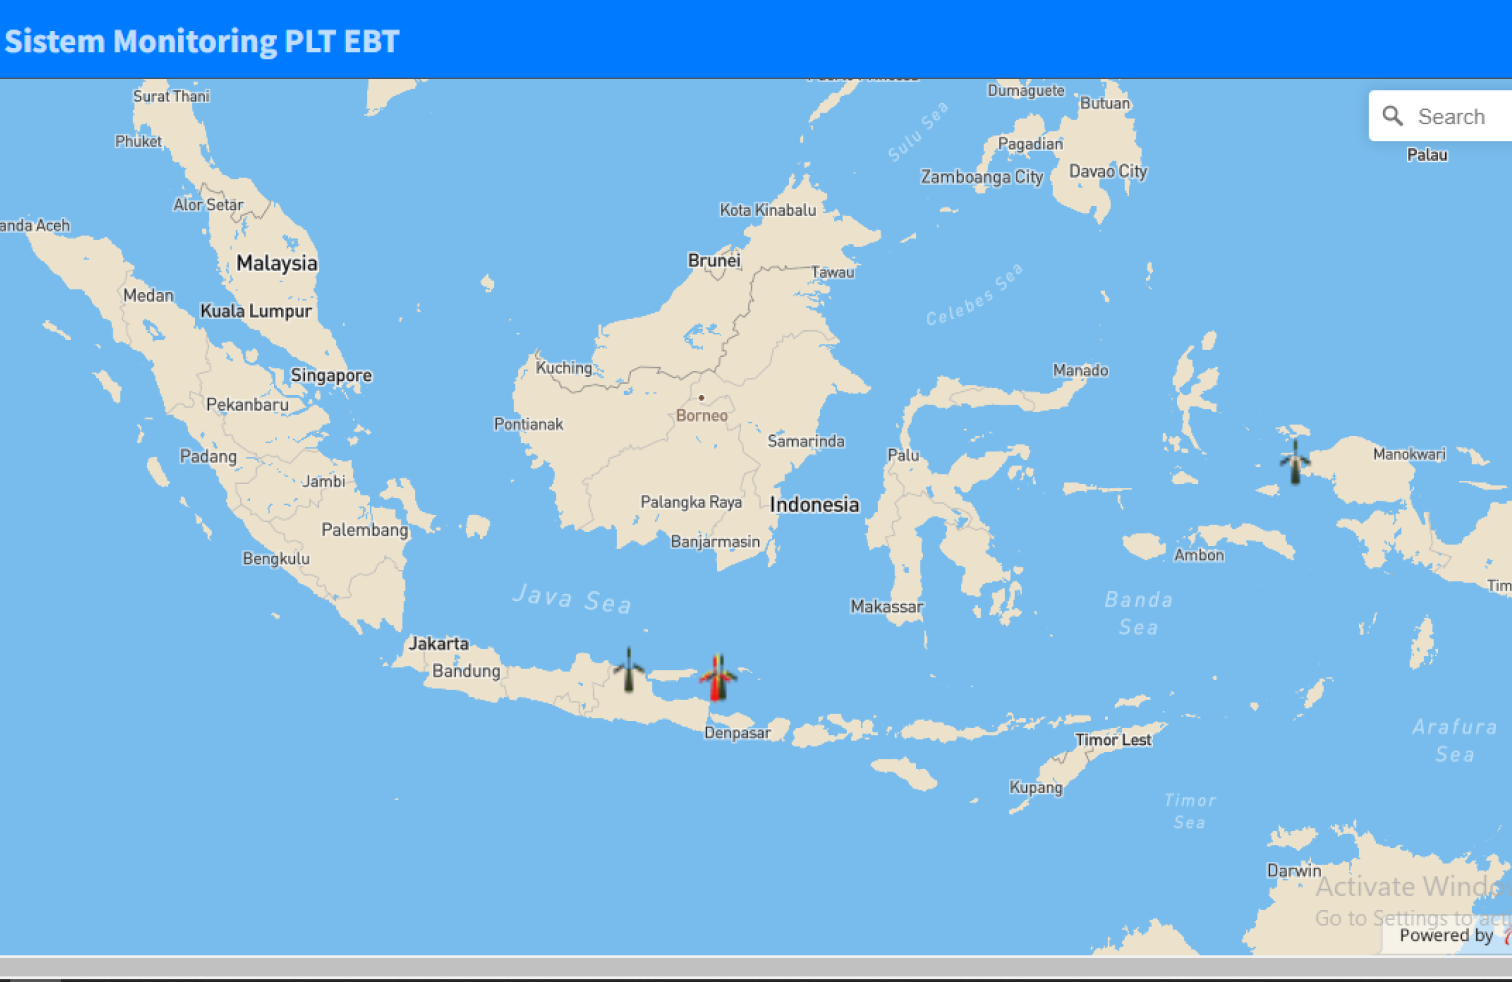 Sistem Monitoring PLT EBT
Surat Thani
Dumaguete
Butuan
Search
Phuket
Sulu Sea
Pagadian
Palau
Zamboanga City
Davao City
Alor Setar
Kota Kinabalu
anda Aceh
Malaysia
Brunei
Tawau
Celebes Sea
Medan
Kuala Lumpur
Singapore
Kuching
Manado
Pekanbaru
Borneo
Pontianak
Samarinda
Padang
Palu
Manokwari
Jambi
Palangka Raya
Indonesia
Palembang
Banjarmasin
Bengkulu
Ambon
Tim
Java Sea
Makassar
Banda
Sea
Jakarta
Bandung
Denpasar
Timor Lest
Arafura
Sea
Kupang
Timor
Sea
Darwin
Activate Windo
Go to Settings to act
Powered by